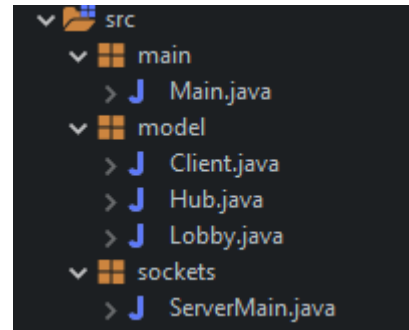 src
main
Main.java
model
Client.java
Hub.java
Lobby.java
sockets
ServerMain.java